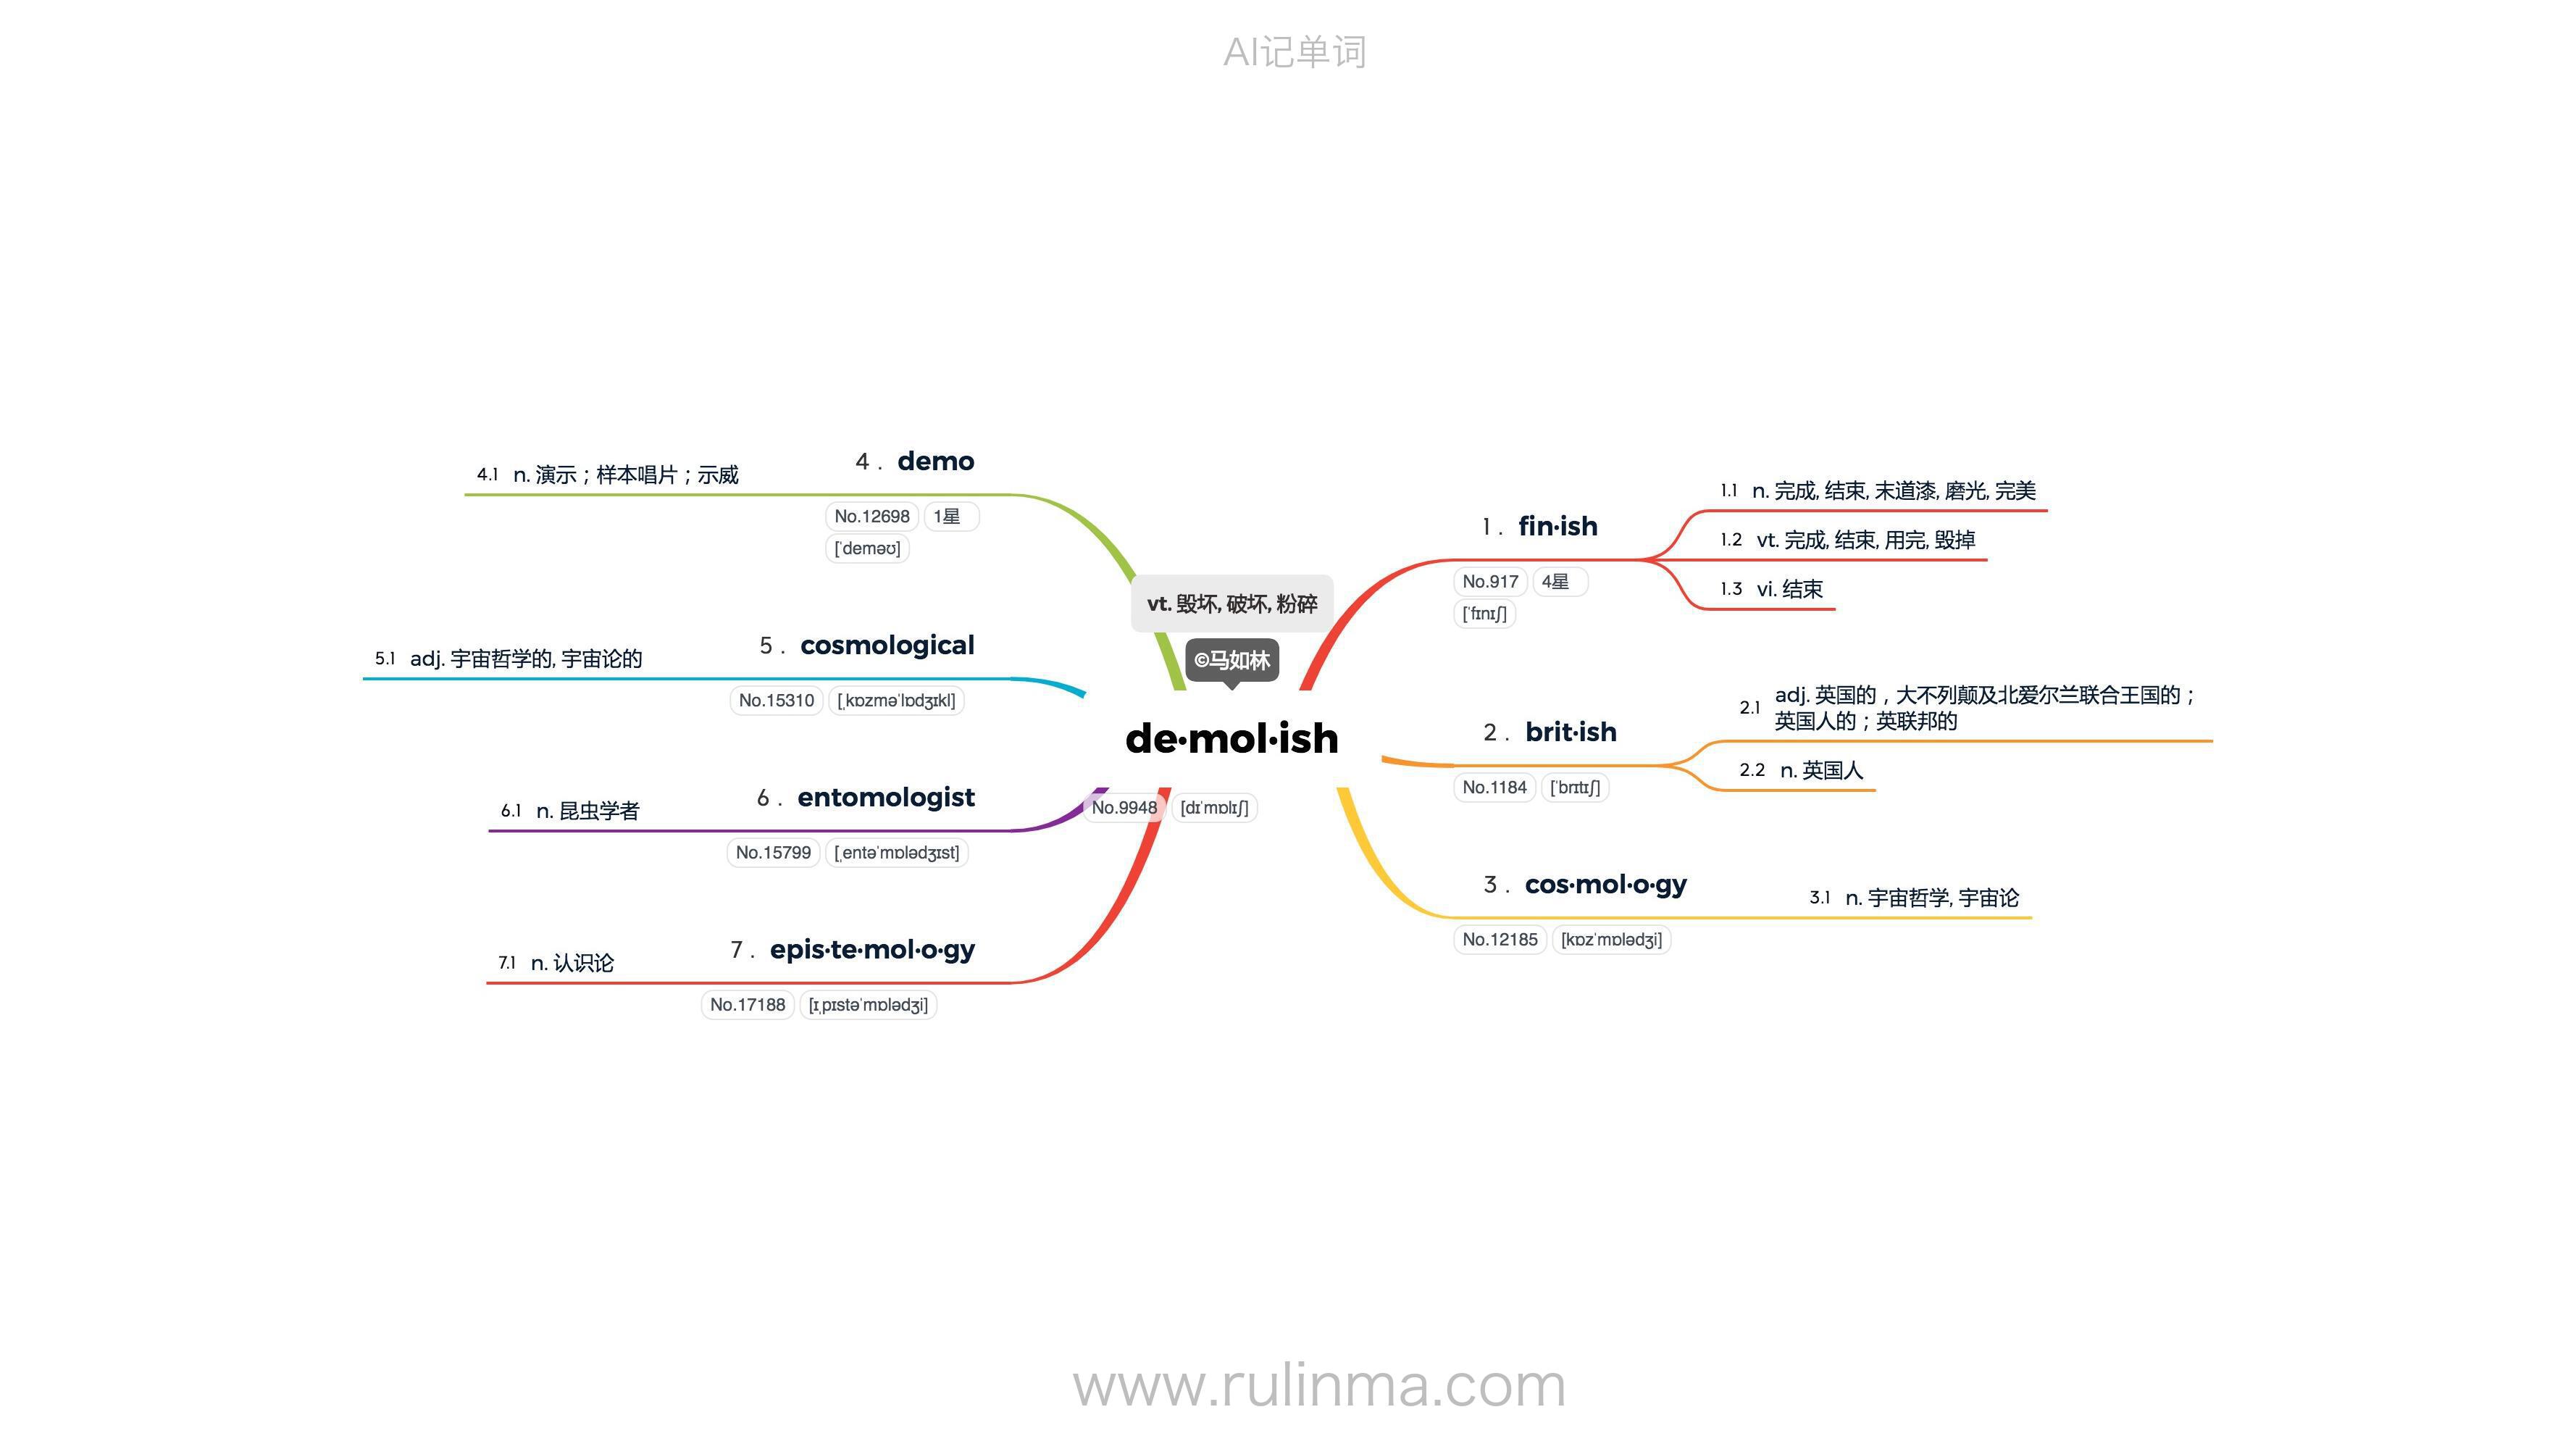 AI记单词
vt. 毁坏, 破坏, 粉碎
©马如林
de·mol·ish
No.9948 [dɪˈmɒlɪʃ]
1 . fin·ish
No.917 4星
[ˈfɪnɪʃ]
1.1 n. 完成, 结束, 末道漆, 磨光, 完美
1.2 vt. 完成, 结束, 用完, 毁掉
1.3 vi. 结束
2 . brit·ish
No.1184 [ˈbrɪtɪʃ]
2.1 adj. 英国的，大不列颠及北爱尔兰联合王国的；
英国人的；英联邦的
2.2 n. 英国人
3 . cos·mol·o·gy
No.12185 [kɒzˈmɒlədʒi]
3.1 n. 宇宙哲学, 宇宙论
4 . demo
No.12698 1星
[ˈdeməʊ]
4.1 n. 演示；样本唱片；示威
5 . cosmological
No.15310 [ˌkɒzməˈlɒdʒɪkl]
5.1 adj. 宇宙哲学的, 宇宙论的
6 . entomologist
No.15799 [ˌentəˈmɒlədʒɪst]
6.1 n. 昆虫学者
7 . epis·te·mol·o·gy
No.17188 [ɪˌpɪstəˈmɒlədʒi]
7.1 n. 认识论
www.rulinma.com